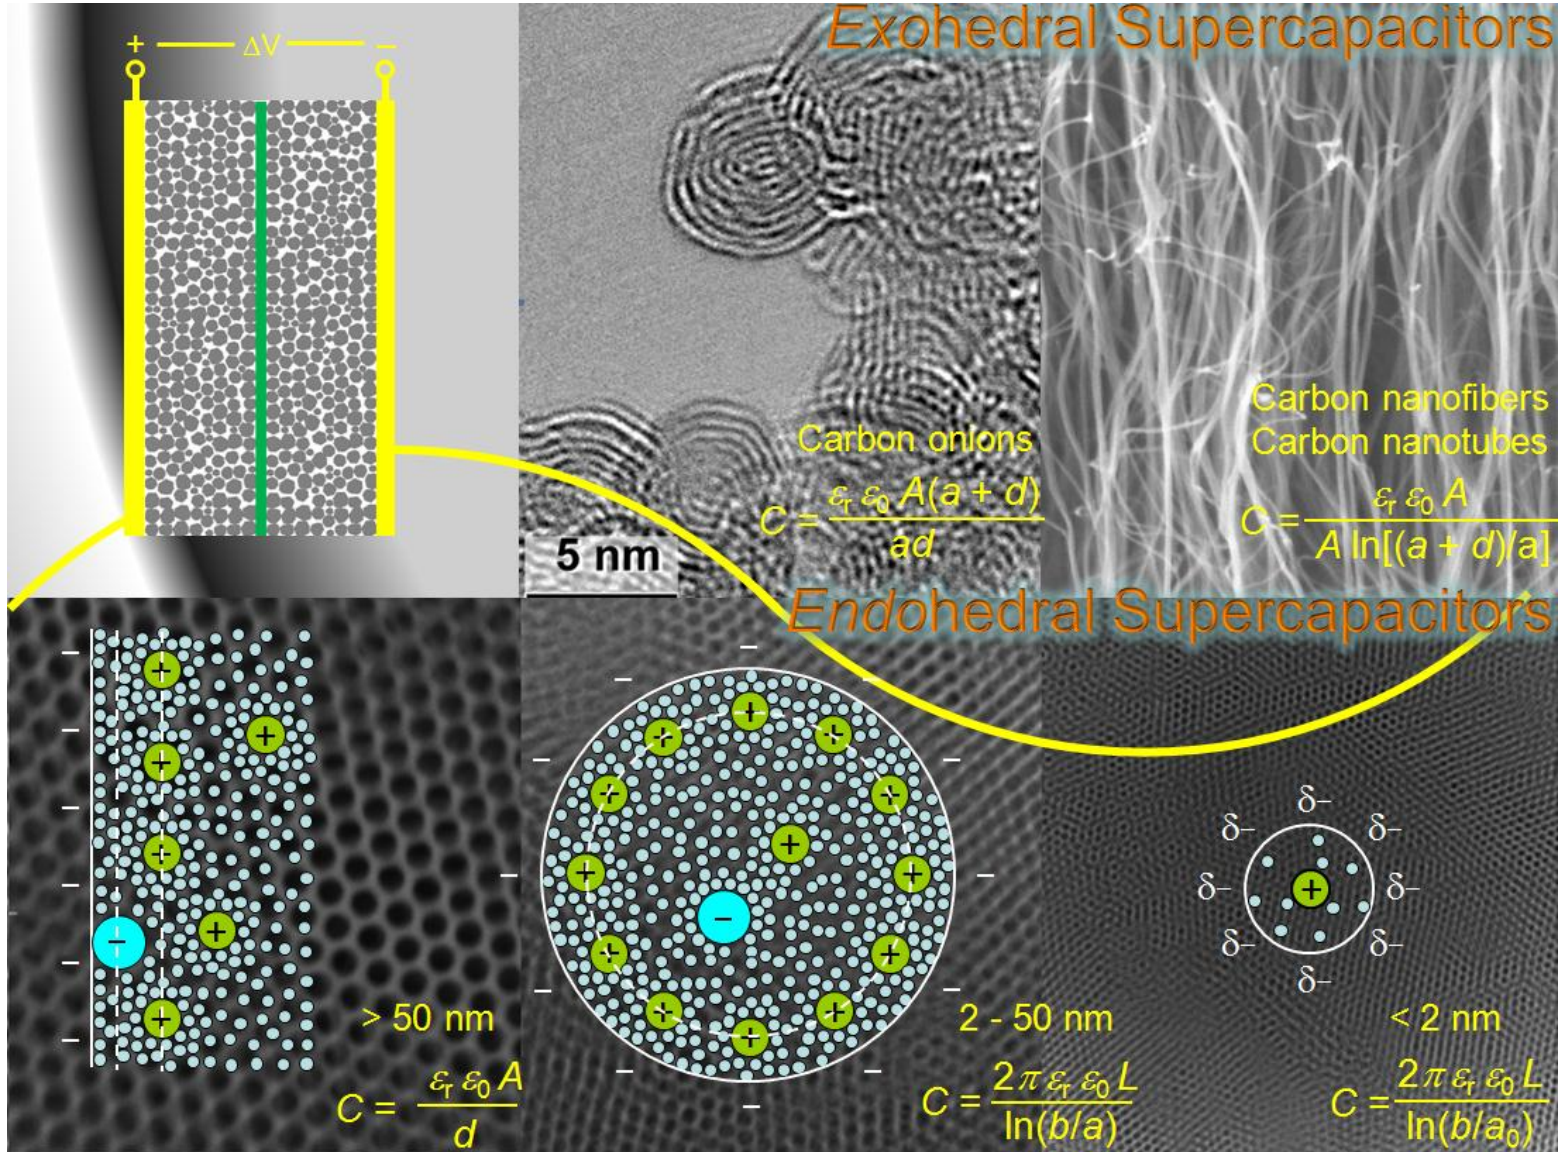 Exohedral Supercapacitors
+ ΔV –
Carbon onions
C = εr ε0 A(a + d) / ad
5 nm
Carbon nanofibers
Carbon nanotubes
C = εr ε0 A / A ln[(a + d)/a]
Endohedral Supercapacitors
– – – – – –
+ + + + + + –
> 50 nm
C = εr ε0 A / d
– – – – – – – – – – – –
+ + + + + + + + + + + + + –
2 - 50 nm
C = 2π εr ε0 L / ln(b/a)
δ– δ– δ– δ– δ– δ– δ– δ–
+
< 2 nm
C = 2π εr ε0 L / ln(b/a0)